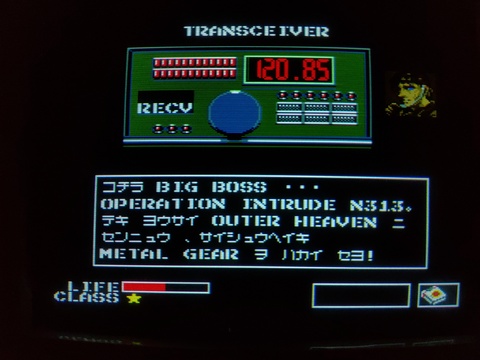 TRANSCEIVER
120.85
RECV
コチラ BIG BOSS ・・・
OPERATION INTRUDE N313。
テキ ヨウサイ OUTER HEAVEN ニ
センニュウ 、サイシュウヘイキ
METAL GEAR ヲ ハカイ セヨ!
LIFE
CLASS ★